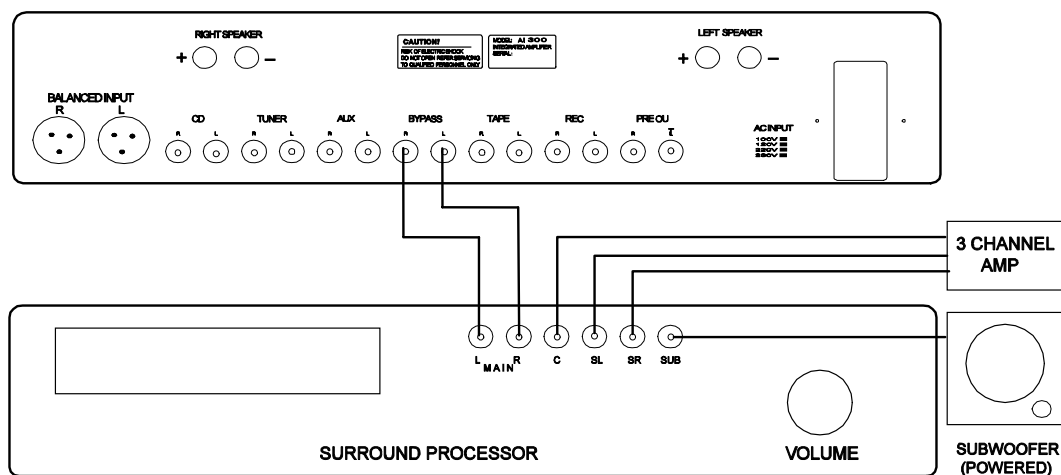 RIGHT SPEAKER
+ −
CAUTION!
RISK OF ELECTRIC SHOCK
DO NOT OPEN REFER SERVICING
TO QUALIFIED PERSONNEL ONLY
MODEL: AI 300
INTEGRATED AMPLIFIER
SERIAL:
LEFT SPEAKER
+ −
BALANCED INPUT
R L
CD TUNER AUX BYPASS TAPE REC PRE OU
T
R L R L R L R L R L R L R L
AC INPUT
100V
120V
220V
230V
3 CHANNEL
AMP
L R C SL SR SUB
MAIN
SURROUND PROCESSOR
VOLUME
SUBWOOFER
(POWERED)